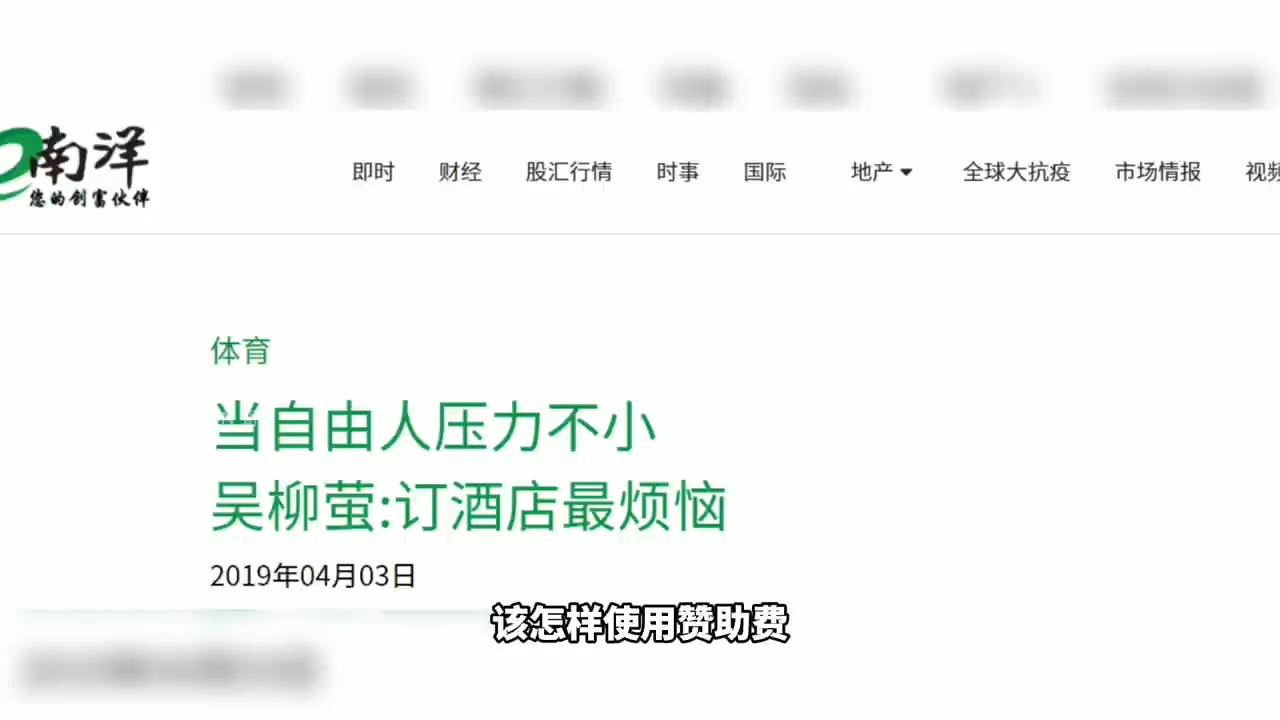 南洋
您的创富伙伴
即时 财经 股汇行情 时事 国际 地产 全球大抗疫 市场情报 视频
体育
当自由人压力不小
吴柳萤:订酒店最烦恼
2019年04月03日
该怎样使用赞助费